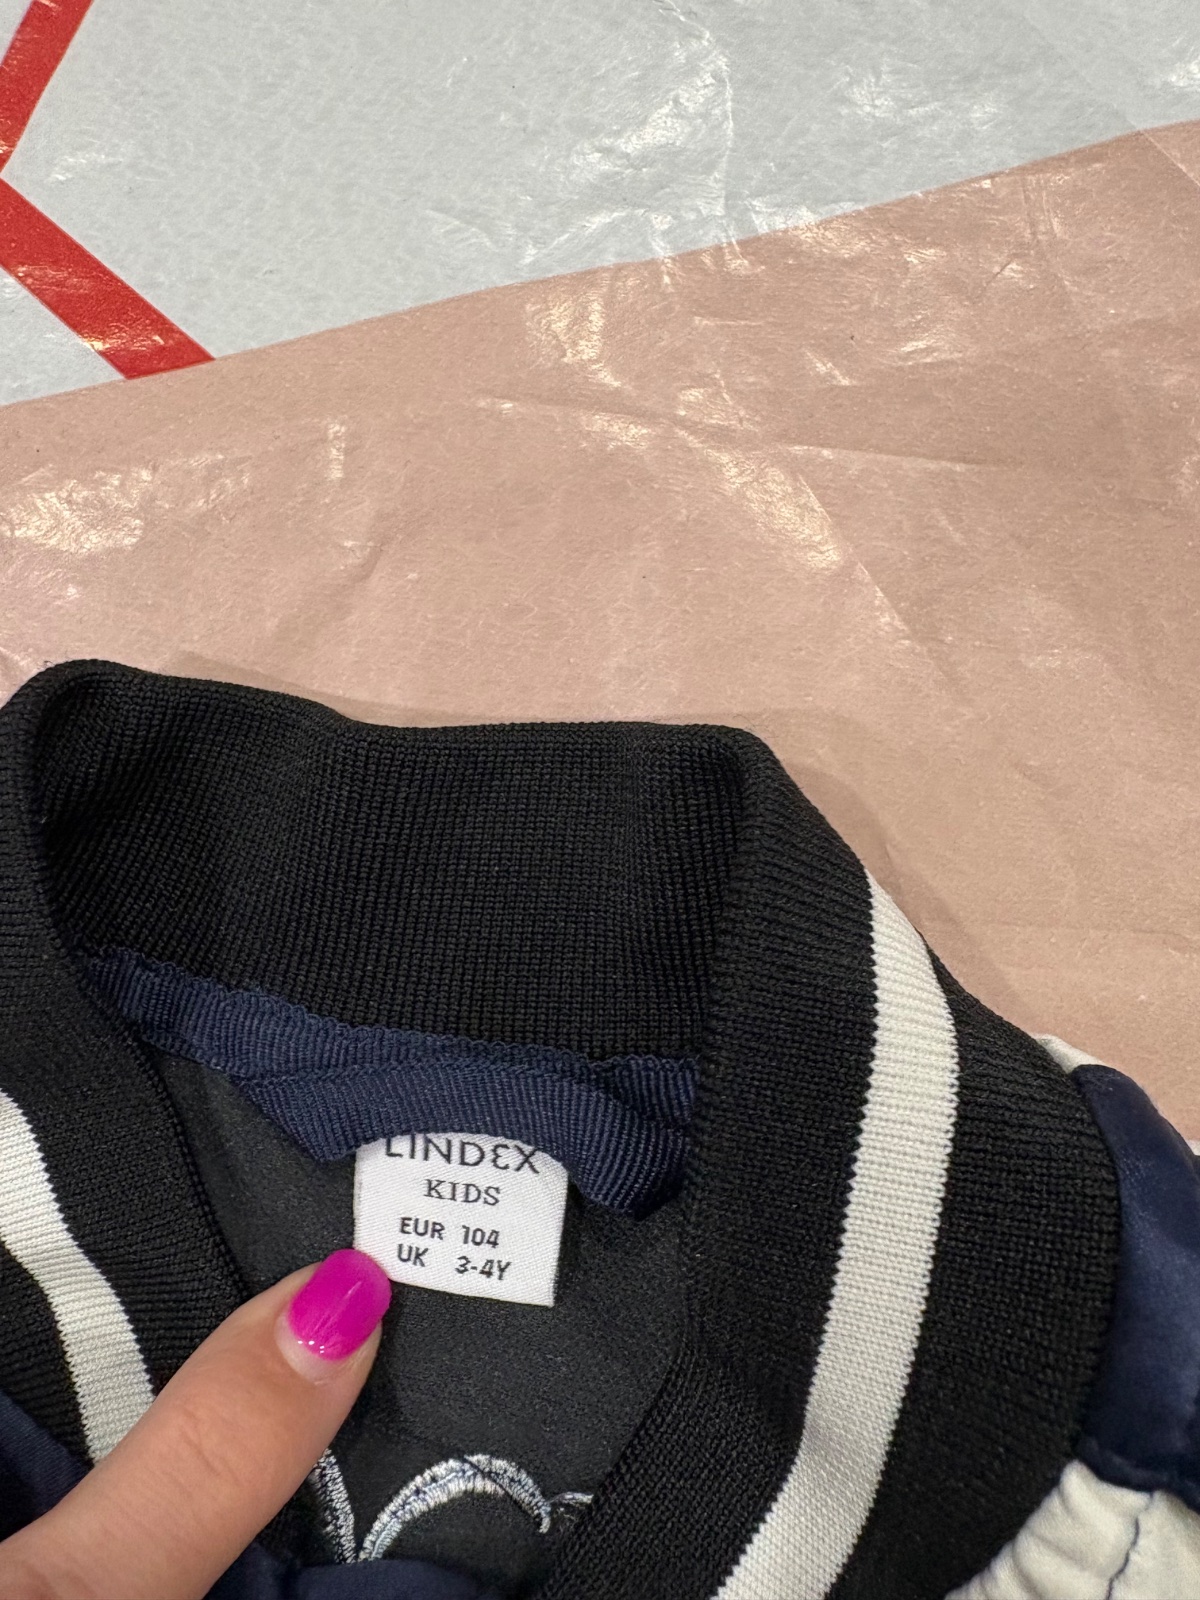 LINDEX
KIDS
EUR 104
UK 3-4Y